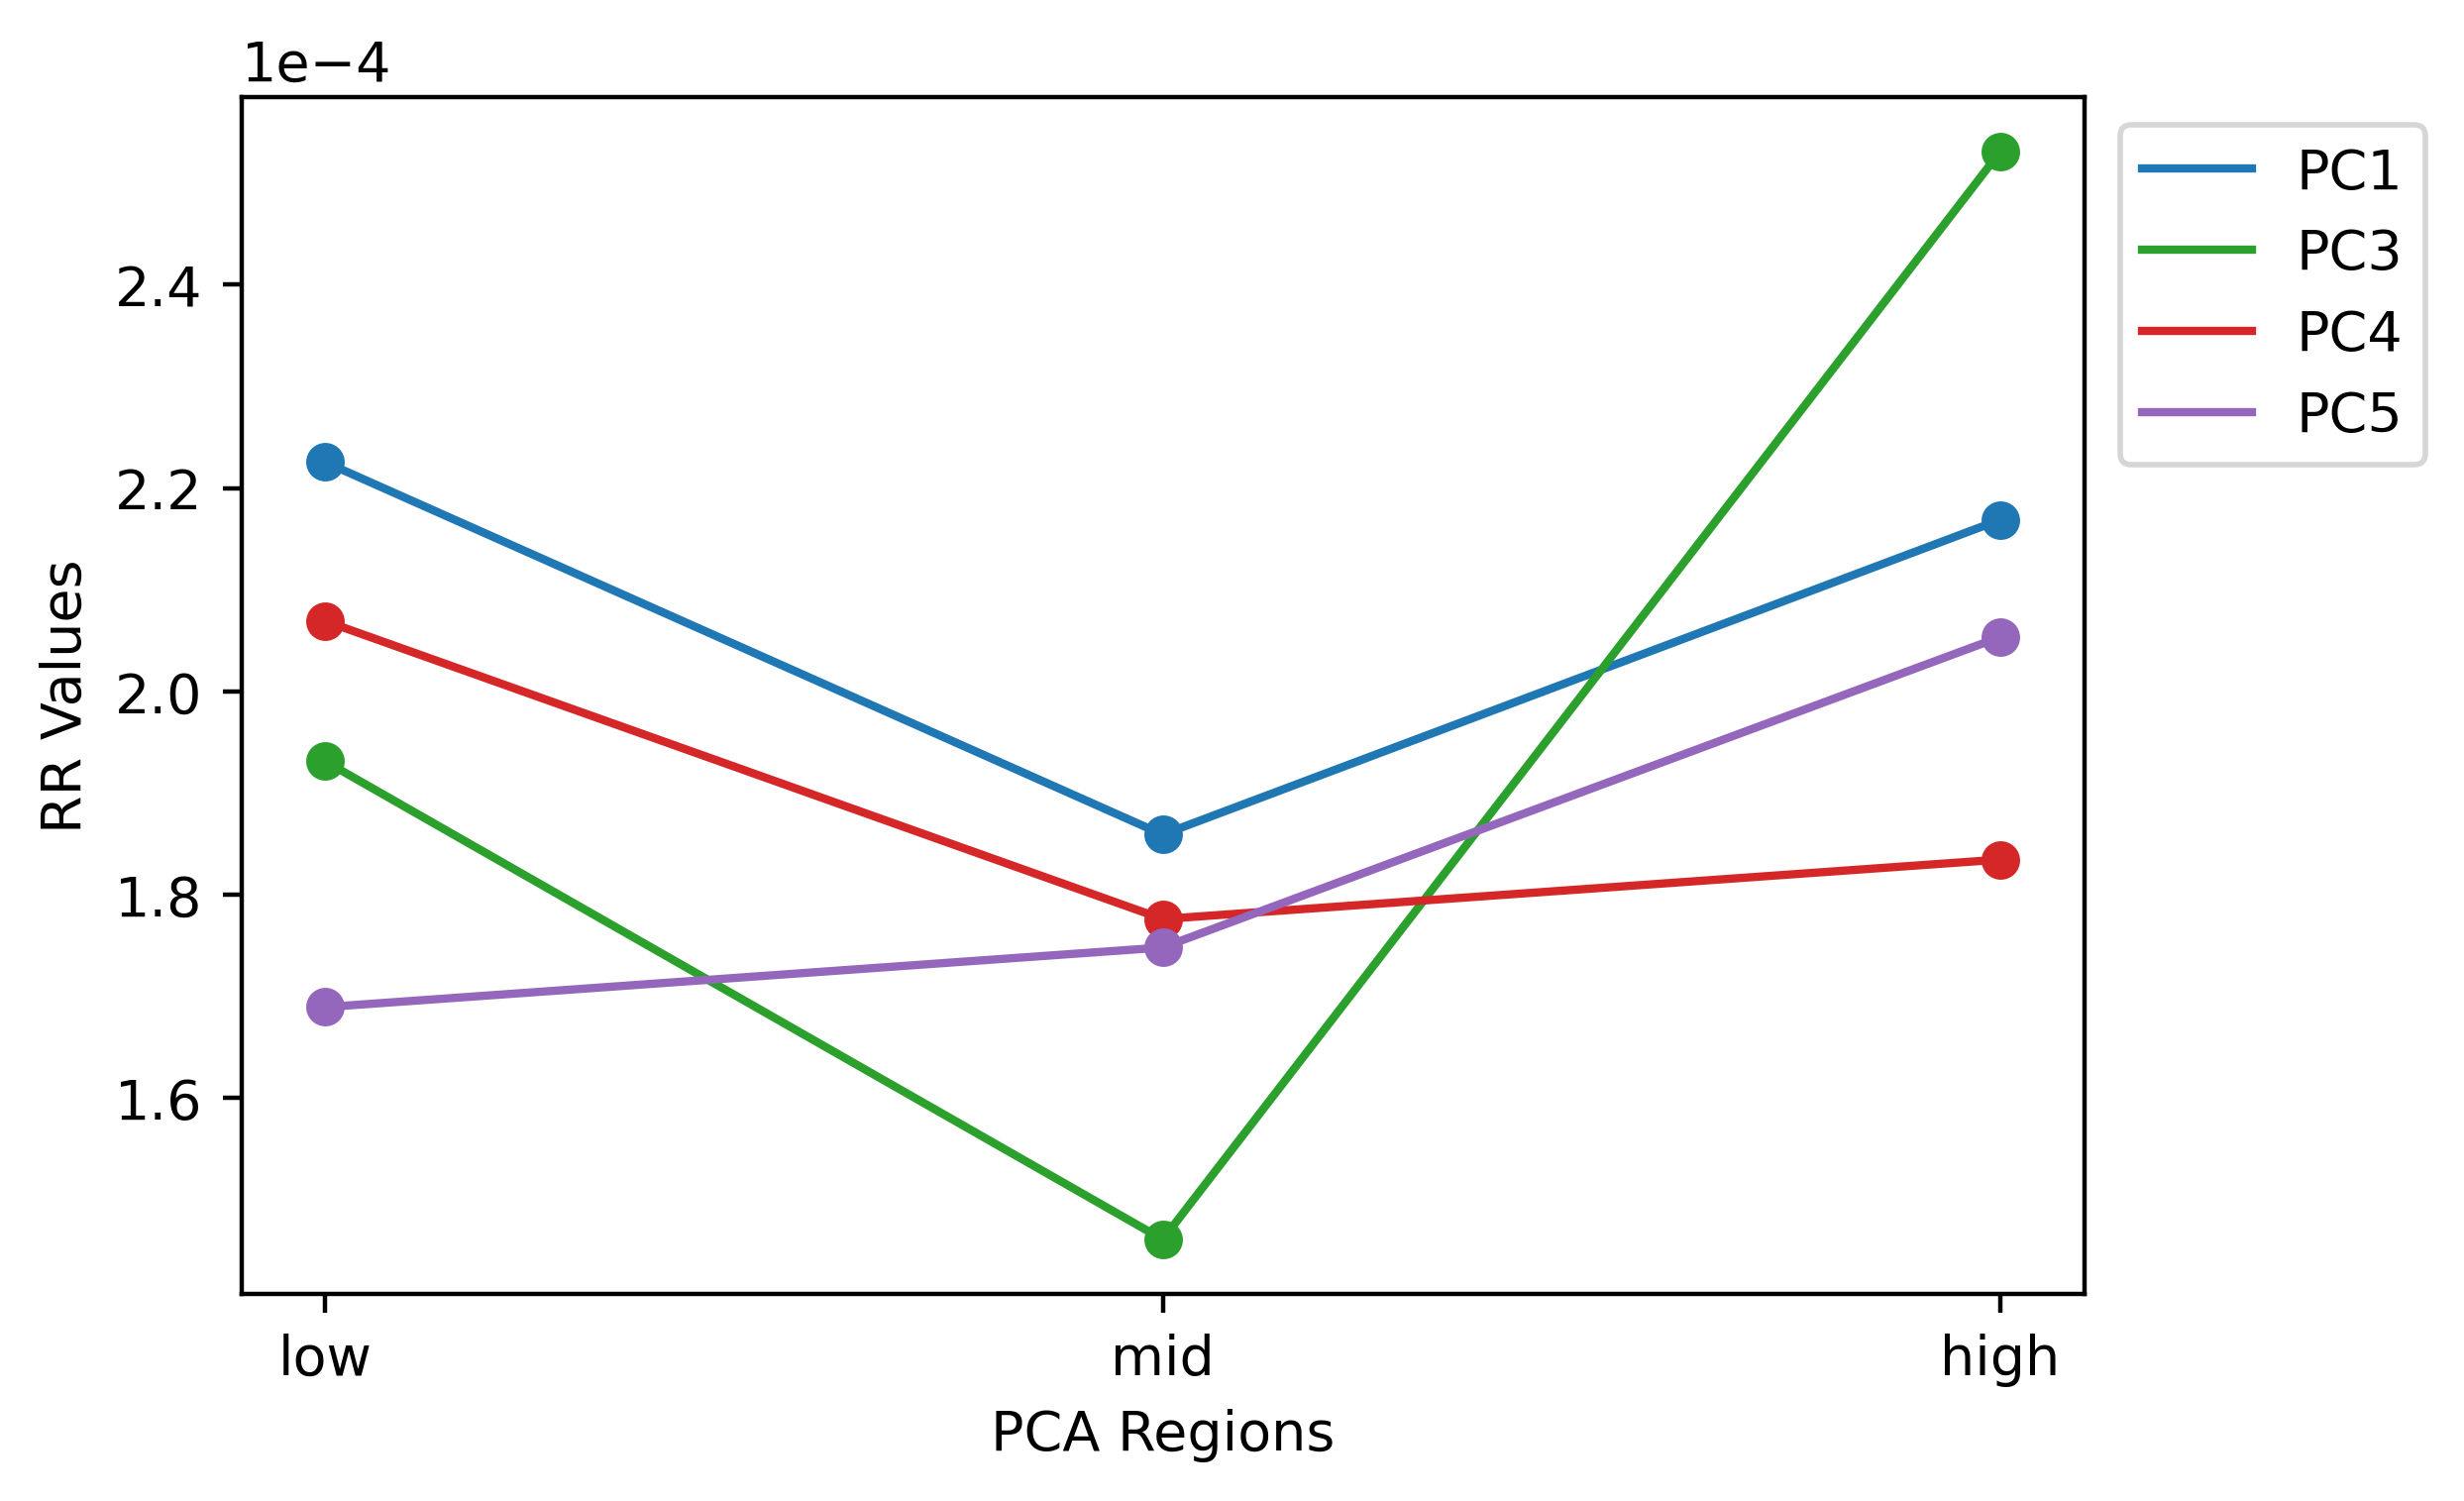 1e−4
2.4
2.2
2.0
1.8
1.6
RR Values
low
mid
high
PCA Regions
PC1
PC3
PC4
PC5